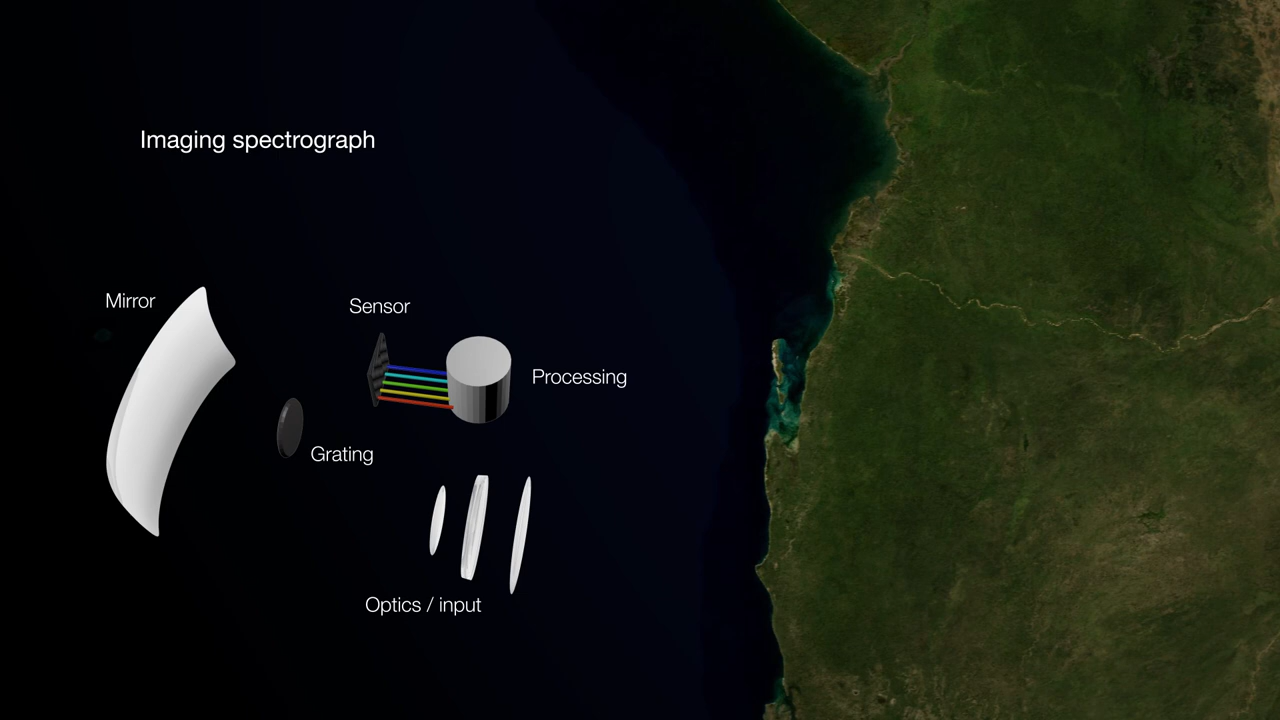 Imaging spectrograph
Mirror
Sensor
Processing
Grating
Optics / input